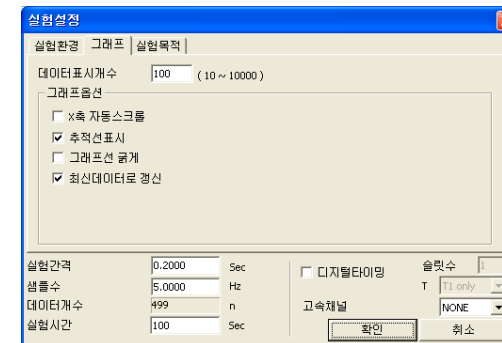 실험설정
실험환경 그래프 실험목적
데이터표시개수 100 ( 10 ~ 10000 )
그래프옵션
x축 자동스크롤
추적선표시
그래프선 굵게
최신데이터로 갱신
실험간격 0.2000 Sec
디지털타이밍 슬릿수 1
샘플수 5.0000 Hz
T T1 only
데이터개수 499 n
고속채널 NONE
실험시간 100 Sec
확인 취소